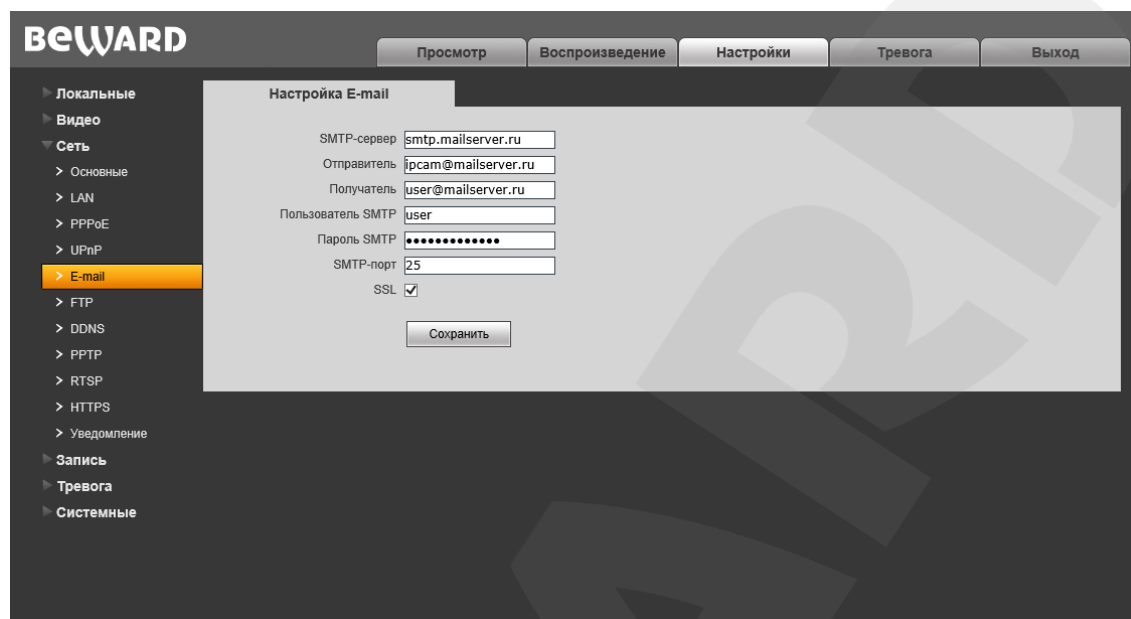 BEWARD
Просмотр
Воспроизведение
Настройки
Тревога
Выход
Локальные
Видео
Сеть
Основные
LAN
PPPoE
UPnP
E-mail
FTP
DDNS
PPTP
RTSP
HTTPS
Уведомление
Запись
Тревога
Системные
Настройка E-mail
SMTP-сервер smtp.mailserver.ru
Отправитель ipcam@mailserver.ru
Получатель user@mailserver.ru
Пользователь SMTP user
Пароль SMTP •••••••••••••
SMTP-порт 25
SSL
Сохранить